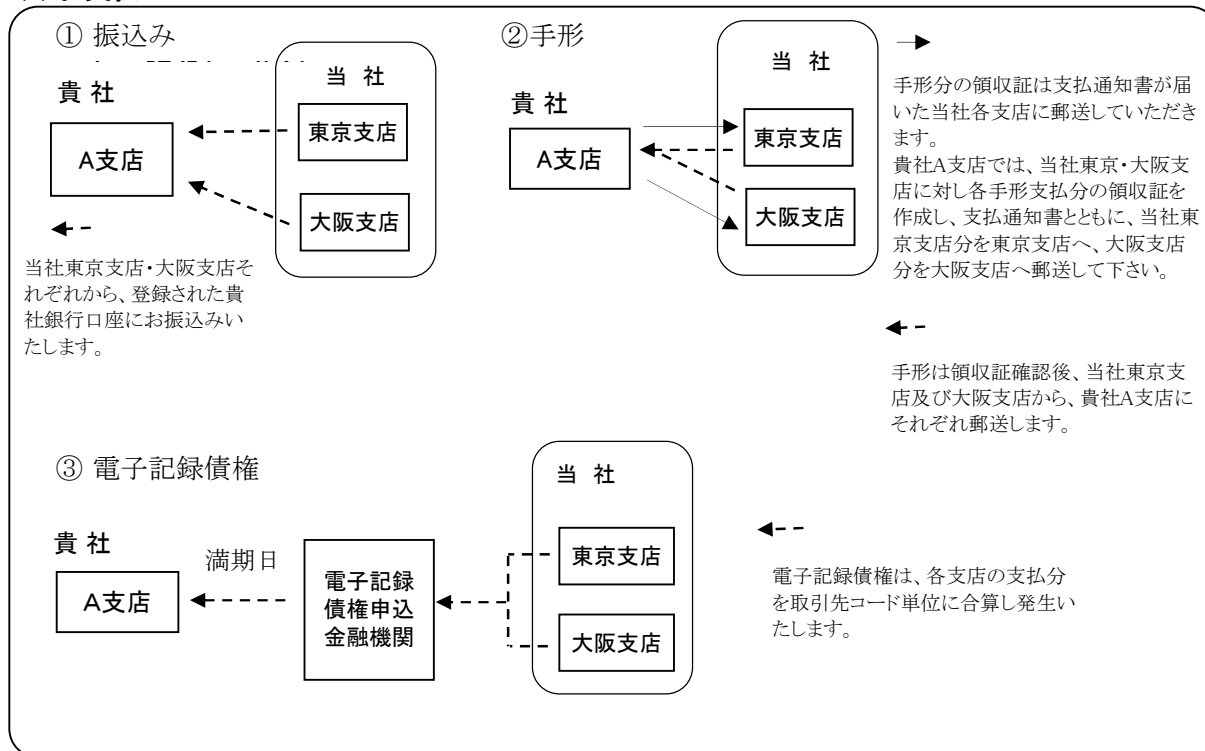 ① 振込み
当 社
貴 社
A支店
東京支店
大阪支店
当社東京支店・大阪支店そ
れぞれから、登録された貴
社銀行口座にお振込みい
たします。
②手形
当 社
貴 社
A支店
東京支店
大阪支店
手形分の領収証は支払通知書が届
いた当社各支店に郵送していただき
ます。
貴社A支店では、当社東京・大阪支
店に対し各手形支払分の領収証を
作成し、支払通知書とともに、当社東
京支店分を東京支店へ、大阪支店
分を大阪支店へ郵送して下さい。
手形は領収証確認後、当社東京支
店及び大阪支店から、貴社A支店に
それぞれ郵送します。
③ 電子記録債権
当 社
貴 社
満期日
A支店
電子記録
債権申込
金融機関
東京支店
大阪支店
電子記録債権は、各支店の支払分
を取引先コード単位に合算し発生い
たします。